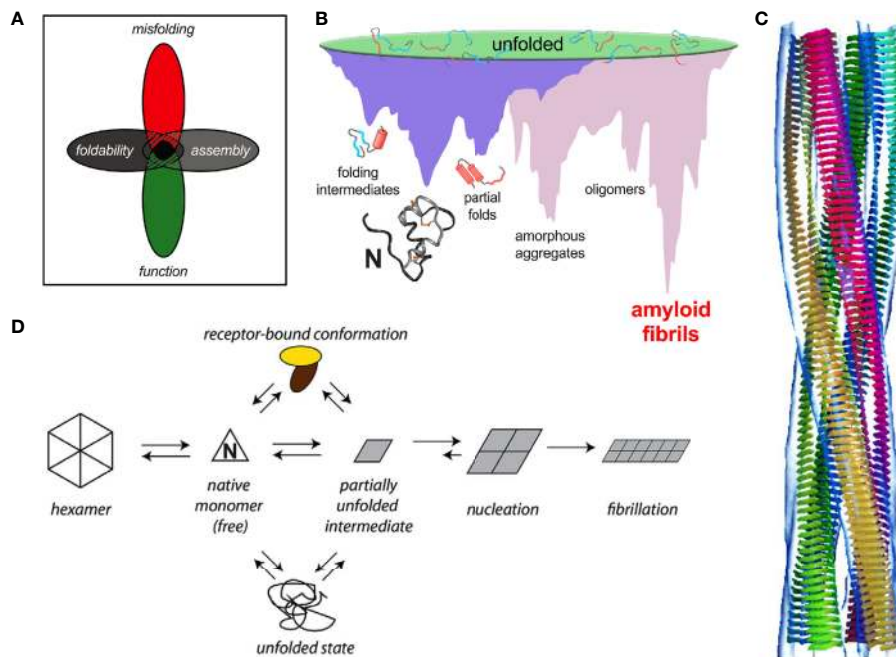 A
misfolding
foldability
assembly
function
B
unfolded
folding
intermediates
N
partial
folds
amorphous
aggregates
oligomers
amyloid
fibrils
C
D
receptor-bound conformation
hexamer
N
native
monomer
(free)
partially
unfolded
intermediate
nucleation
fibrillation
unfolded state